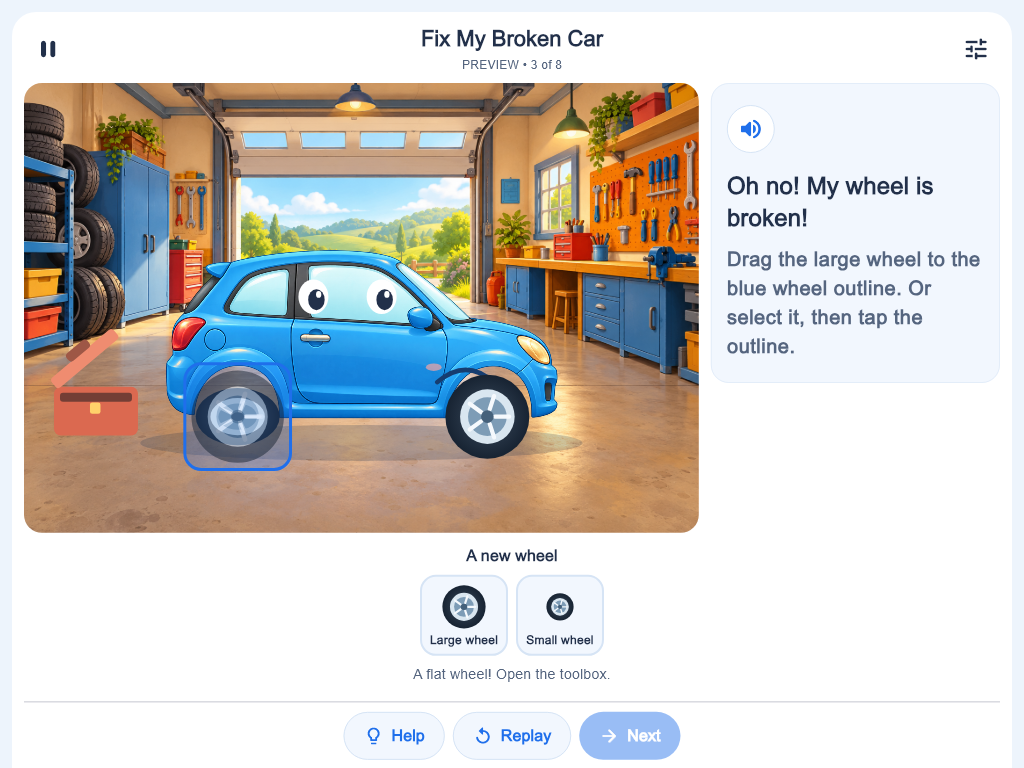 Fix My Broken Car
PREVIEW • 3 of 8
Oh no! My wheel is
broken!
Drag the large wheel to the
blue wheel outline. Or
select it, then tap the
outline.
A new wheel
Large wheel
Small wheel
A flat wheel! Open the toolbox.
Help
Replay
Next